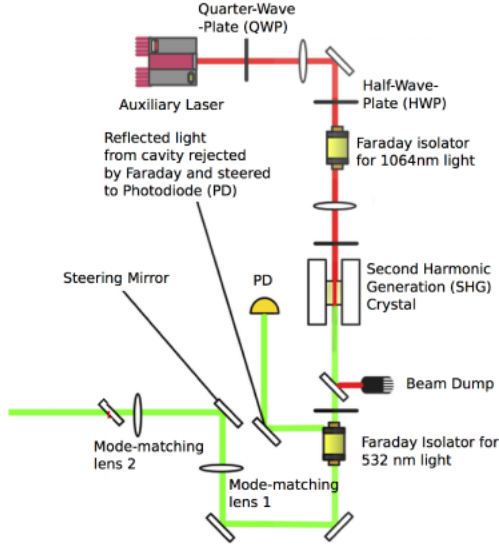 Quarter-Wave
-Plate (QWP)
Auxiliary Laser
Half-Wave-
Plate (HWP)
Reflected light
from cavity rejected
by Faraday and steered
to Photodiode (PD)
Faraday isolator
for 1064nm light
Steering Mirror
PD
Second Harmonic
Generation (SHG)
Crystal
Beam Dump
Mode-matching
lens 2
Faraday Isolator for
532 nm light
Mode-matching
lens 1